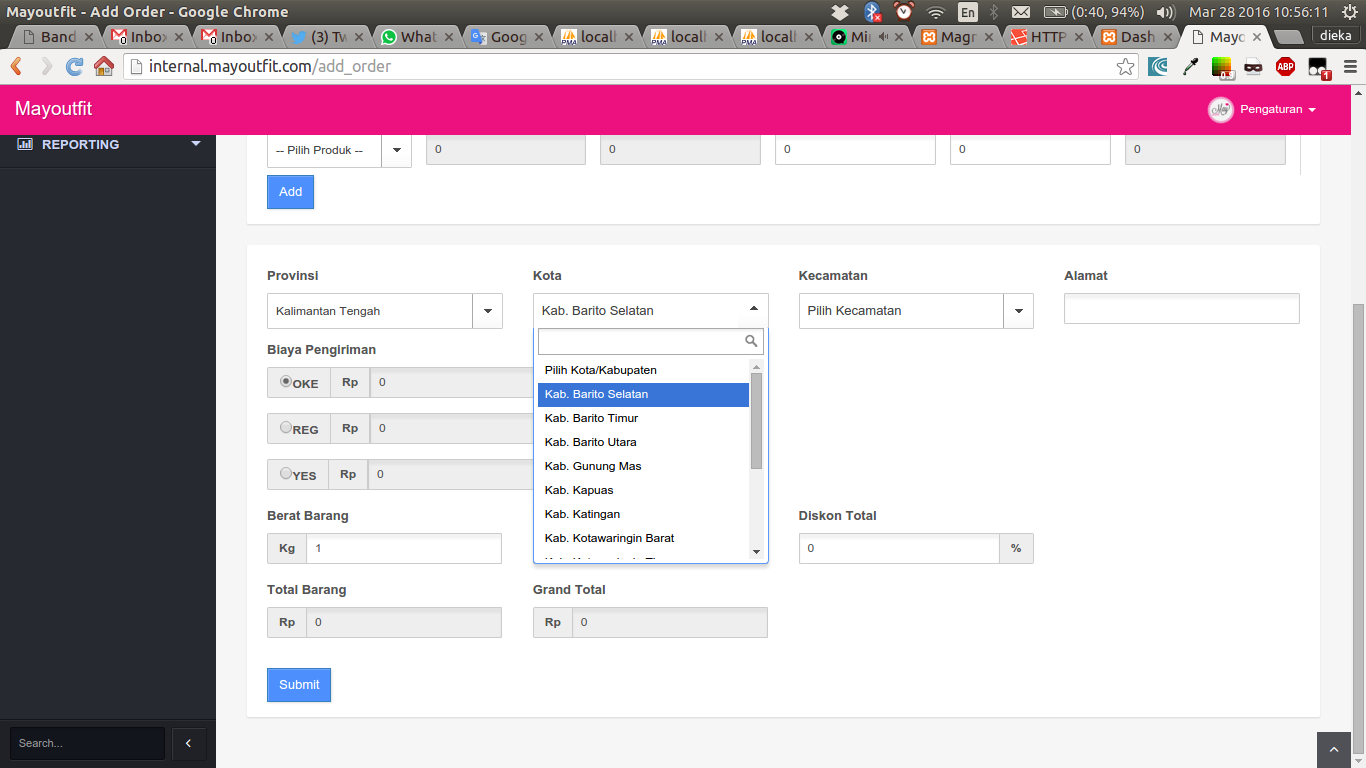 Mayoutfit - Add Order - Google Chrome
En (0:40, 94%) Mar 28 2016 10:56:11
Band Inbox Inbox (3) Tw What Goog locall locall locall Mi Magr HTTP Dash Mayo dieka
internal.mayoutfit.com/add_order
ABP 1
Mayoutfit
Pengaturan
REPORTING
-- Pilih Produk -- 0 0 0 0 0
Add
Provinsi Kota Kecamatan Alamat
Kalimantan Tengah Kab. Barito Selatan Pilih Kecamatan
Biaya Pengiriman
Pilih Kota/Kabupaten
OKE Rp 0
Kab. Barito Selatan
Kab. Barito Timur
REG Rp 0
Kab. Barito Utara
Kab. Gunung Mas
YES Rp 0
Kab. Kapuas
Kab. Katingan
Berat Barang Diskon Total
Kab. Kotawaringin Barat
Kg 1 0 %
Total Barang Grand Total
Rp 0 Rp 0
Submit
Search...